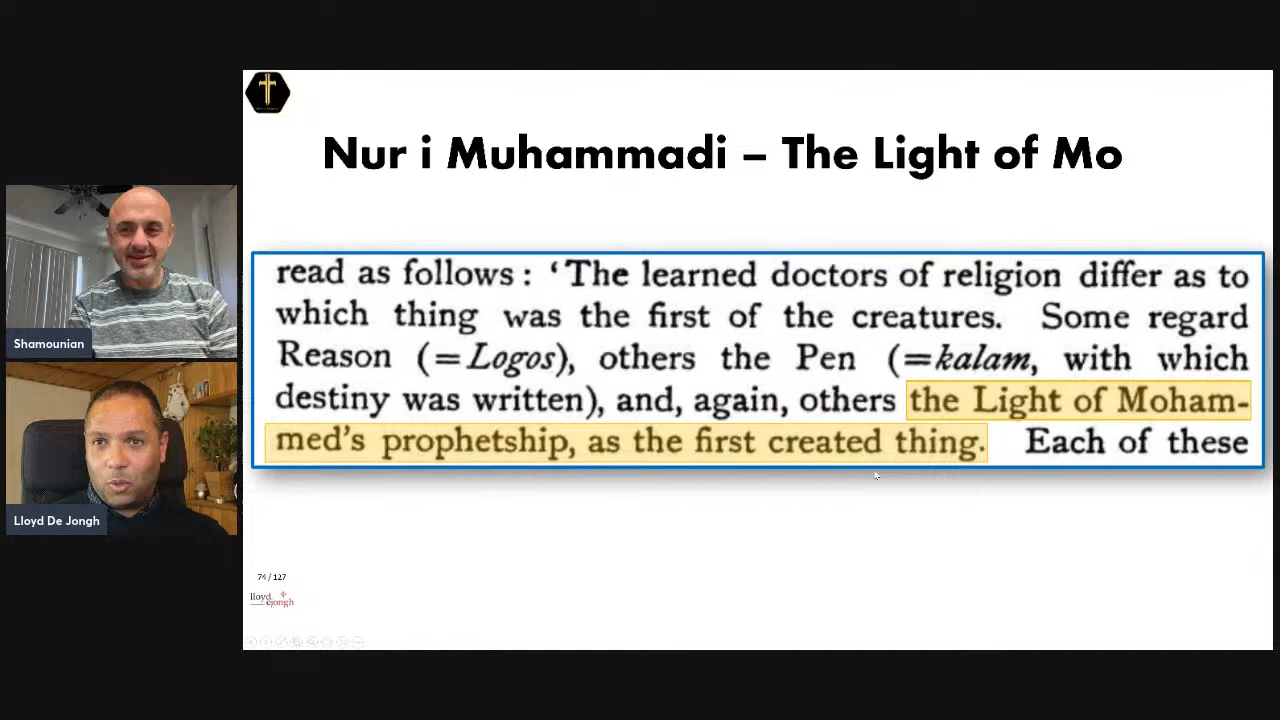 Nur i Muhammadi – The Light of Mo
read as follows : ‘The learned doctors of religion differ as to
which thing was the first of the creatures. Some regard
Reason (=Logos), others the Pen (=kalam, with which
destiny was written), and, again, others the Light of Moham-
med's prophetship, as the first created thing. Each of these
Shamounian
Lloyd De Jongh
74 / 127
lloyd
ejongh